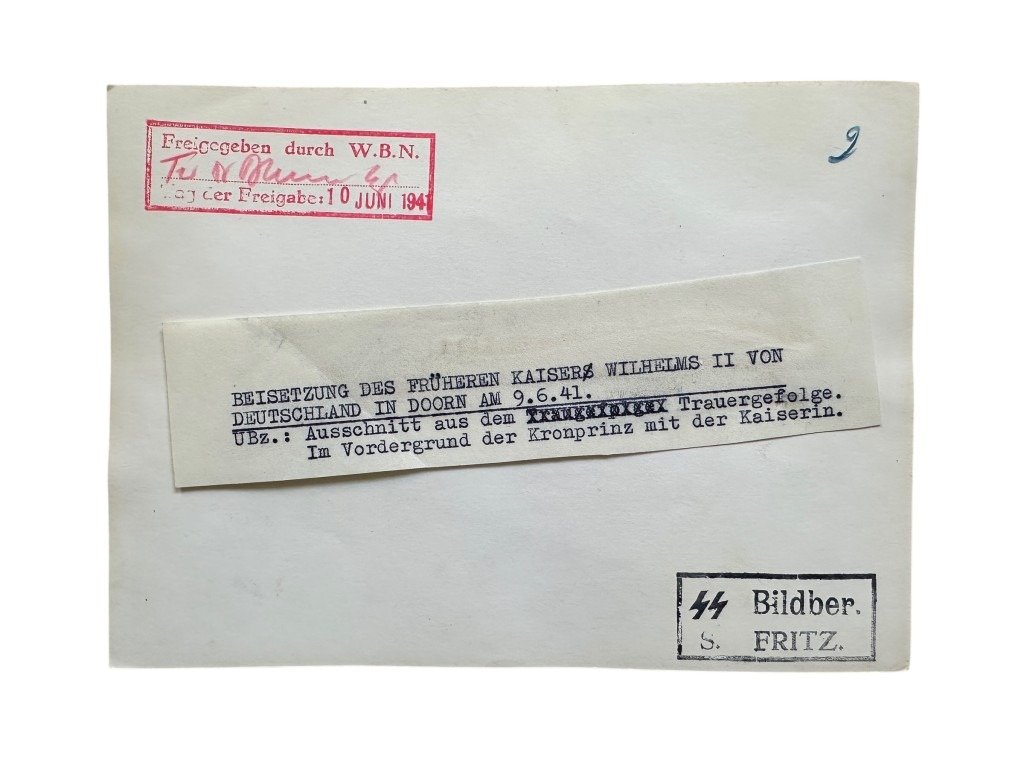 Freigegeben durch W.B.N.
Tag der Freigabe: 10 JUNI 1941
9
BEISETZUNG DES FRÜHEREN KAISERS WILHELMS II VON
DEUTSCHLAND IN DOORN AM 9.6.41.
UBz.: Ausschnitt aus dem Trauergefolge.
Im Vordergrund der Kronprinz mit der Kaiserin.
SS Bildber.
S. FRITZ.